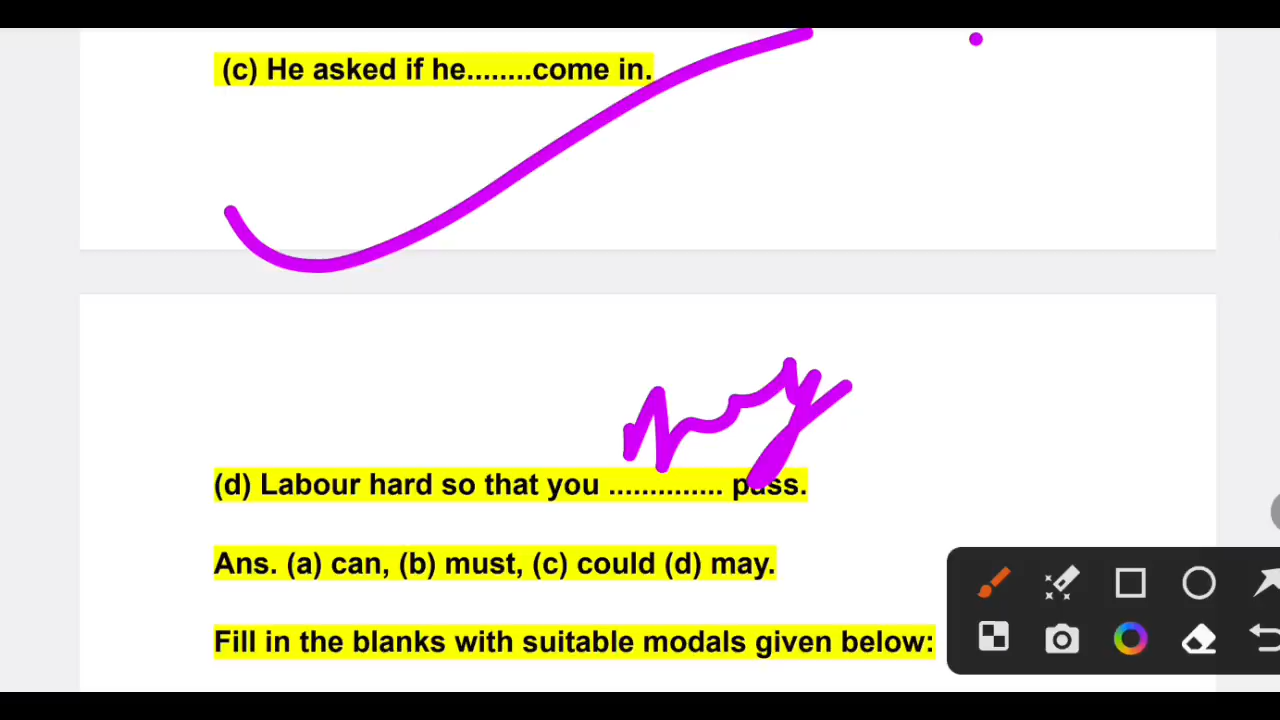 (c) He asked if he........come in.
may
(d) Labour hard so that you .............. pass.
Ans. (a) can, (b) must, (c) could (d) may.
Fill in the blanks with suitable modals given below: